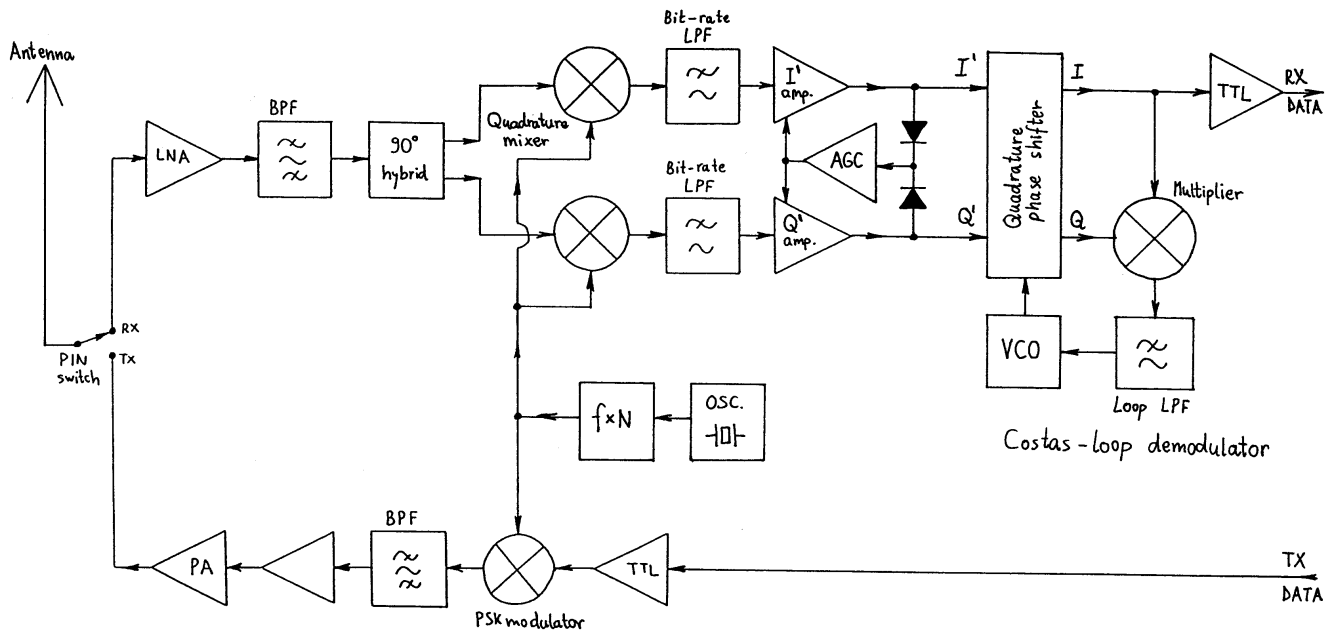 Antenna
LNA
BPF
90°
hybrid
Quadrature
mixer
Bit-rate
LPF
Bit-rate
LPF
I'
amp.
AGC
Q'
amp.
I'
Q'
Quadrature
phase shifter
I
Q
TTL
RX
DATA
Multiplier
VCO
Loop LPF
Costas-loop demodulator
RX
TX
PIN
switch
f×N
OSC.
PA
BPF
PSK modulator
TTL
TX
DATA